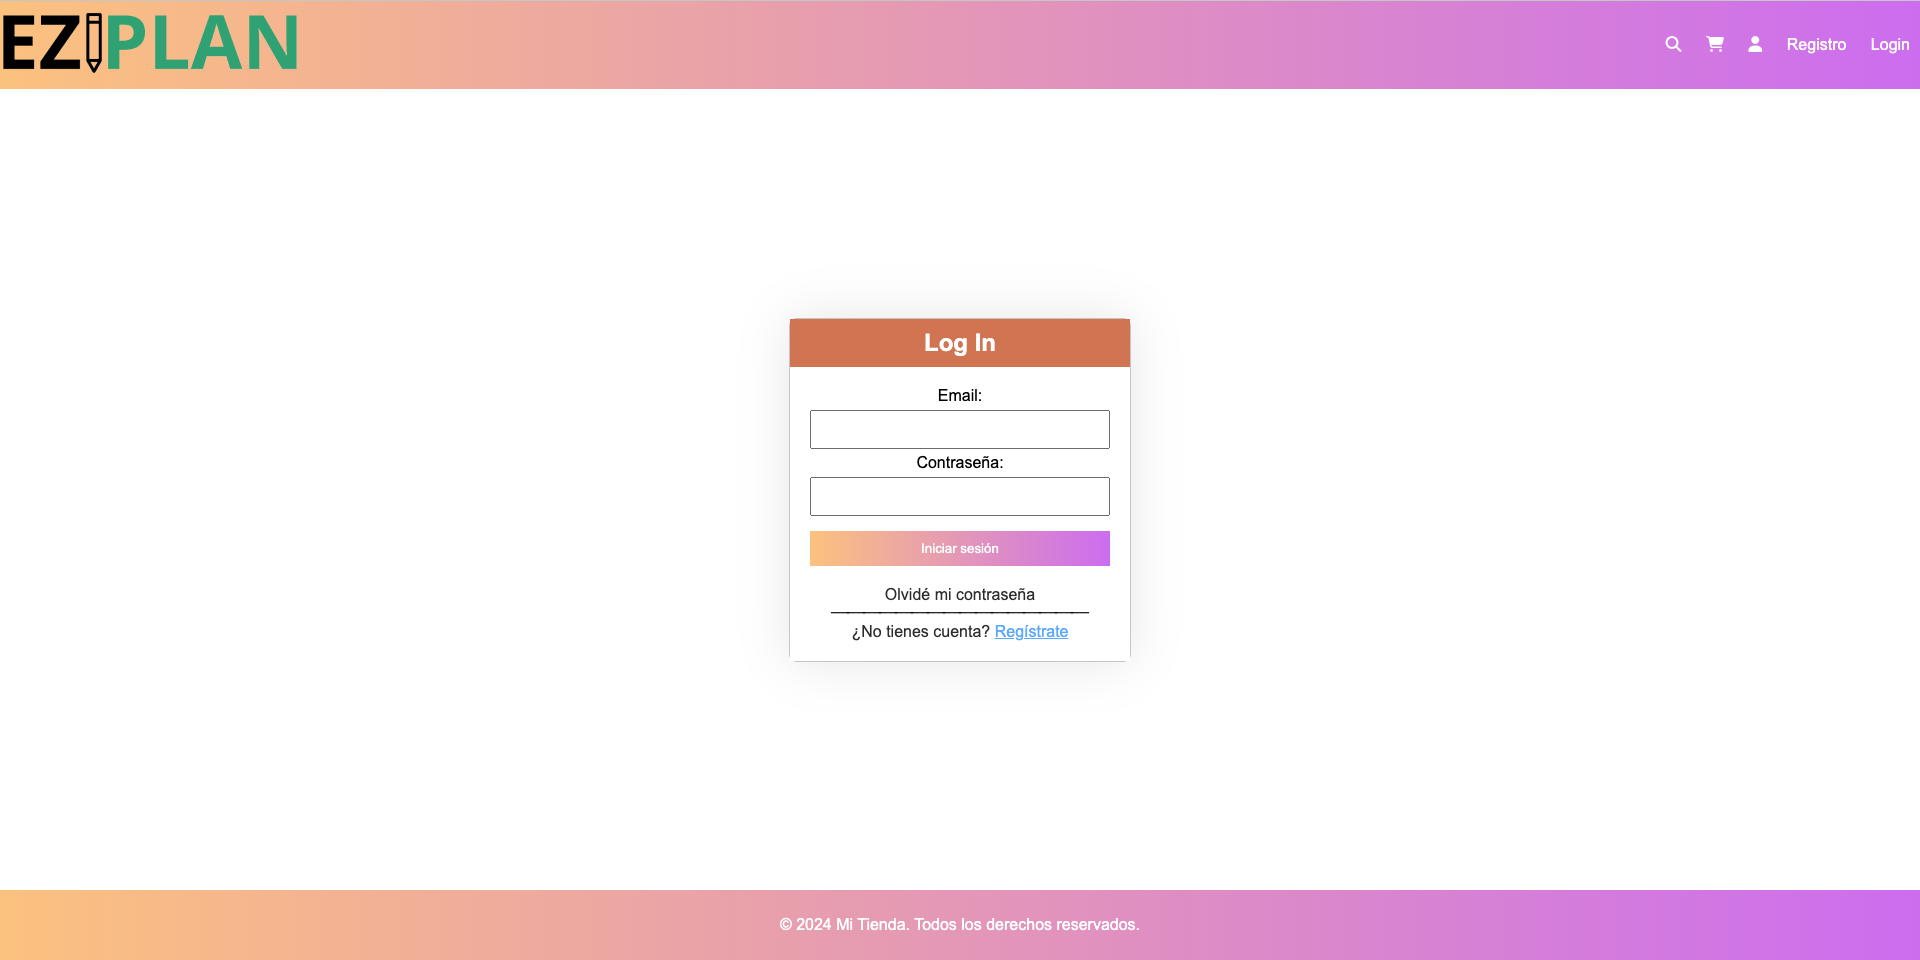 EZPLAN
Registro
Login
Log In
Email:
Contraseña:
Iniciar sesión
Olvidé mi contraseña
¿No tienes cuenta? Regístrate
© 2024 Mi Tienda. Todos los derechos reservados.